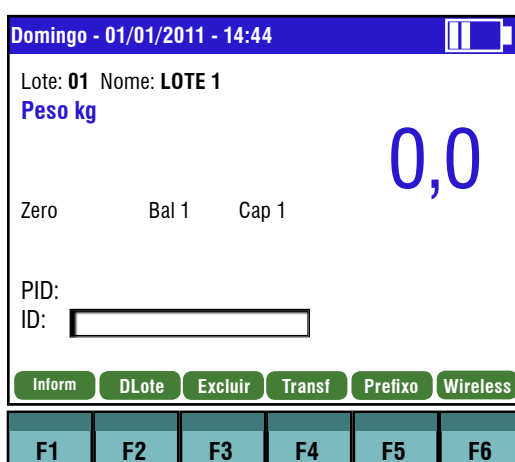 Domingo - 01/01/2011 - 14:44
Lote: 01 Nome: LOTE 1
Peso kg
0,0
Zero Bal 1 Cap 1
PID:
ID:
Inform DLote Excluir Transf Prefixo Wireless
F1 F2 F3 F4 F5 F6